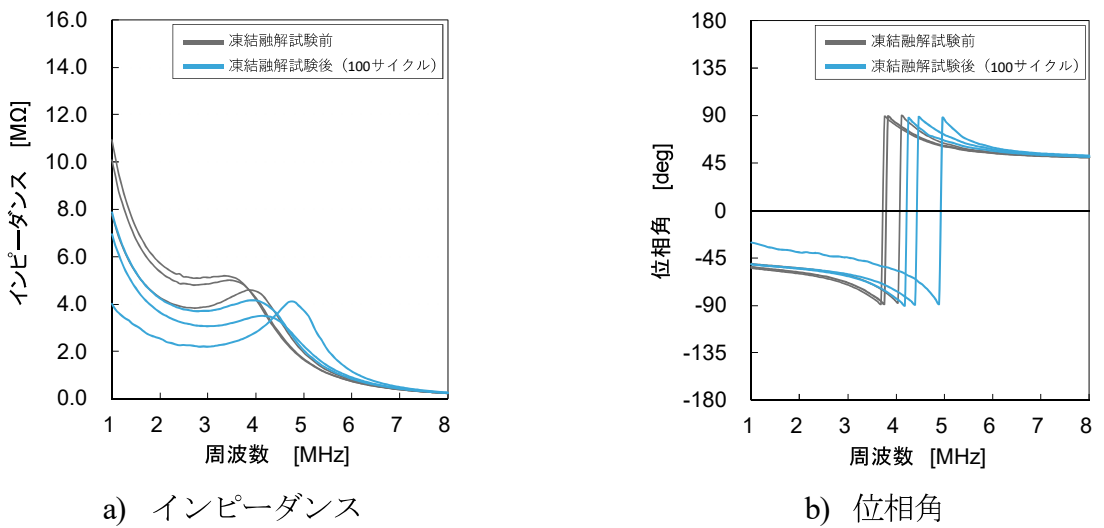 16.0
14.0
12.0
10.0
8.0
6.0
4.0
2.0
0.0
インピーダンス [MΩ]
凍結融解試験前
凍結融解試験後（100サイクル）
1 2 3 4 5 6 7 8
周波数 [MHz]
a) インピーダンス
180
135
90
45
0
-45
-90
-135
-180
位相角 [deg]
凍結融解試験前
凍結融解試験後（100サイクル）
1 2 3 4 5 6 7 8
周波数 [MHz]
b) 位相角